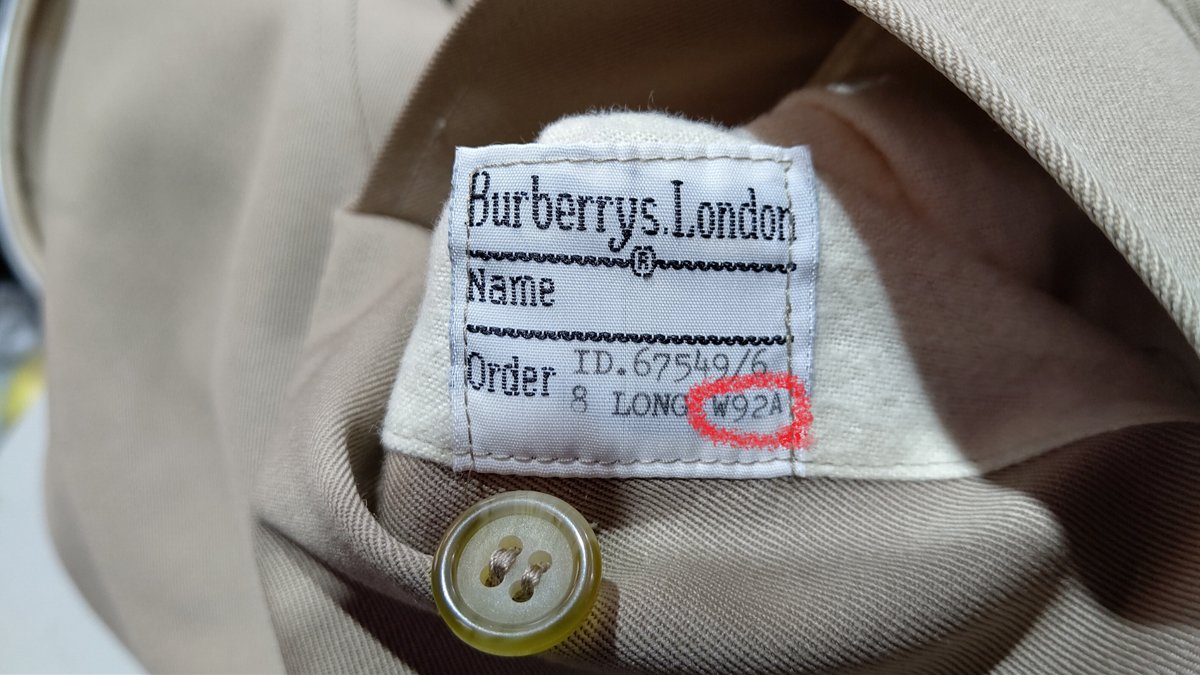 Burberrys.London
®
Name
Order ID.67549/6
8 LONG W92A